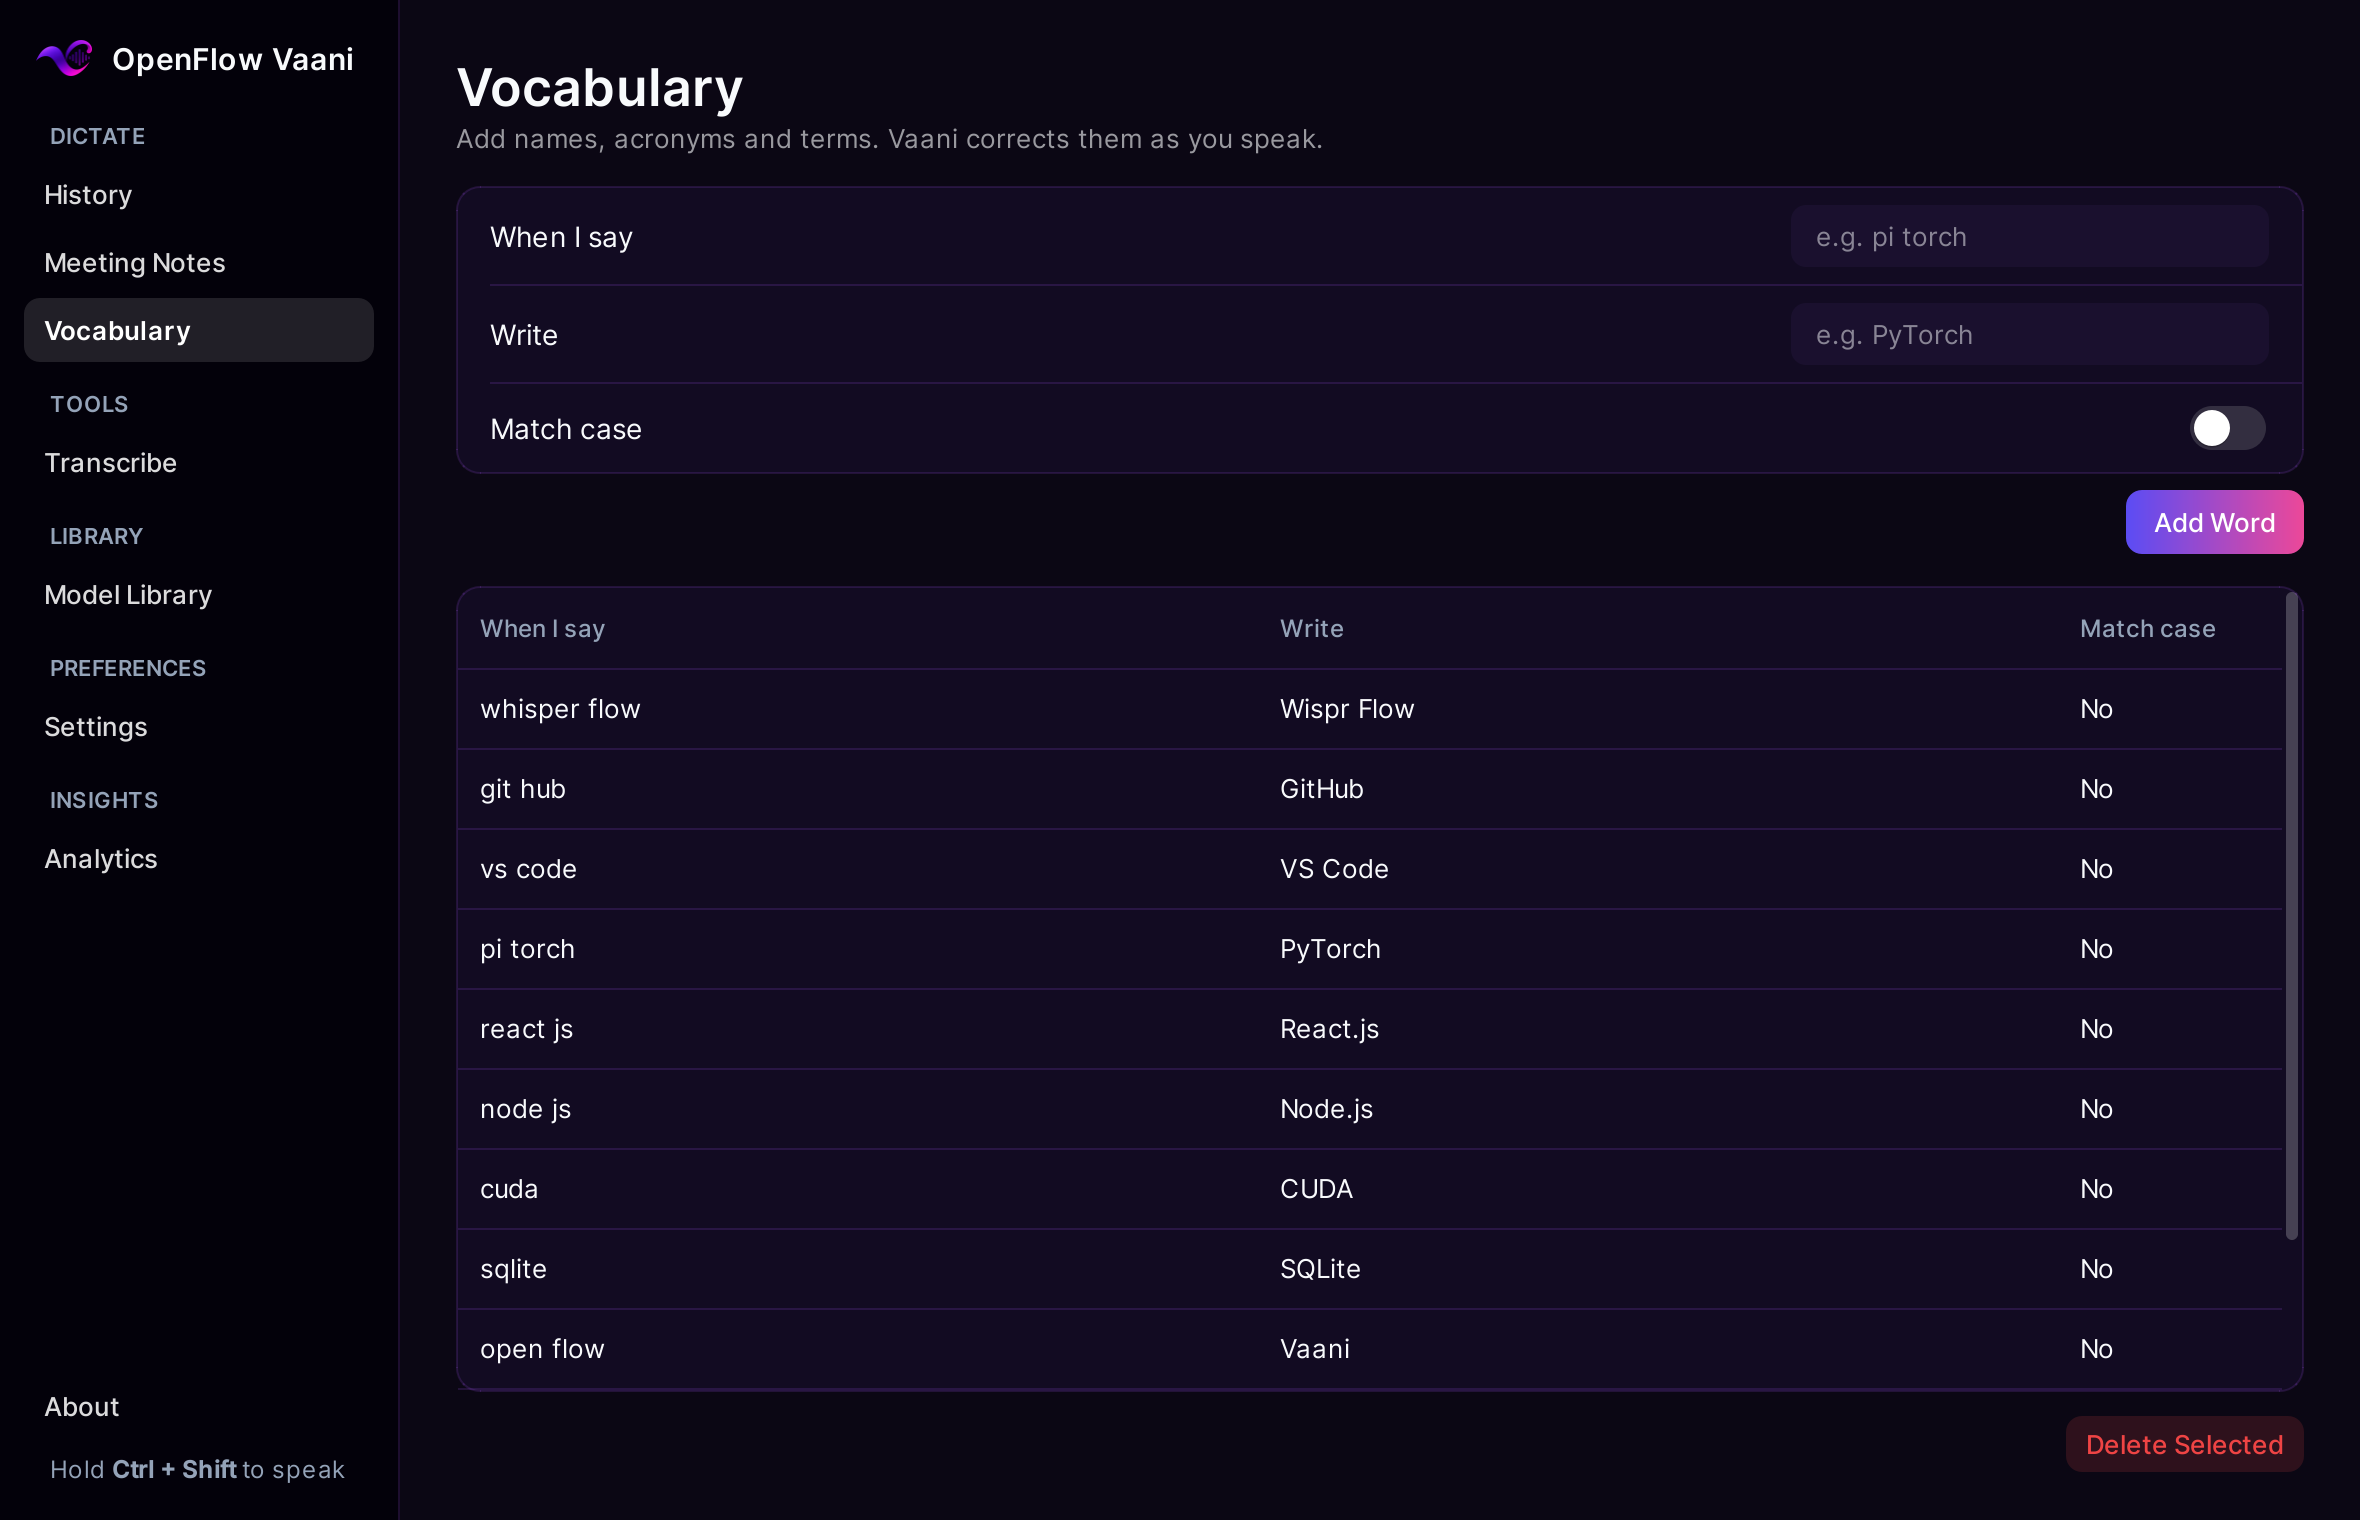 OpenFlow Vaani
DICTATE
History
Meeting Notes
Vocabulary
TOOLS
Transcribe
LIBRARY
Model Library
PREFERENCES
Settings
INSIGHTS
Analytics
About
Hold Ctrl + Shift to speak
Vocabulary
Add names, acronyms and terms. Vaani corrects them as you speak.
When I say e.g. pi torch
Write e.g. PyTorch
Match case
Add Word
When I say Write Match case
whisper flow Wispr Flow No
git hub GitHub No
vs code VS Code No
pi torch PyTorch No
react js React.js No
node js Node.js No
cuda CUDA No
sqlite SQLite No
open flow Vaani No
Delete Selected